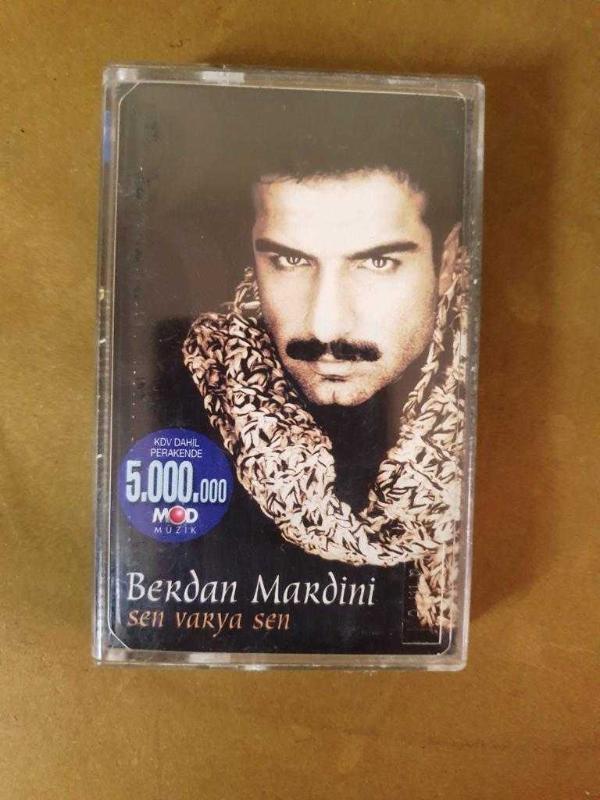 KDV DAHİL
PERAKENDE
5.000.000
MOD
MÜZİK
Berdan Mardini
sen varya sen